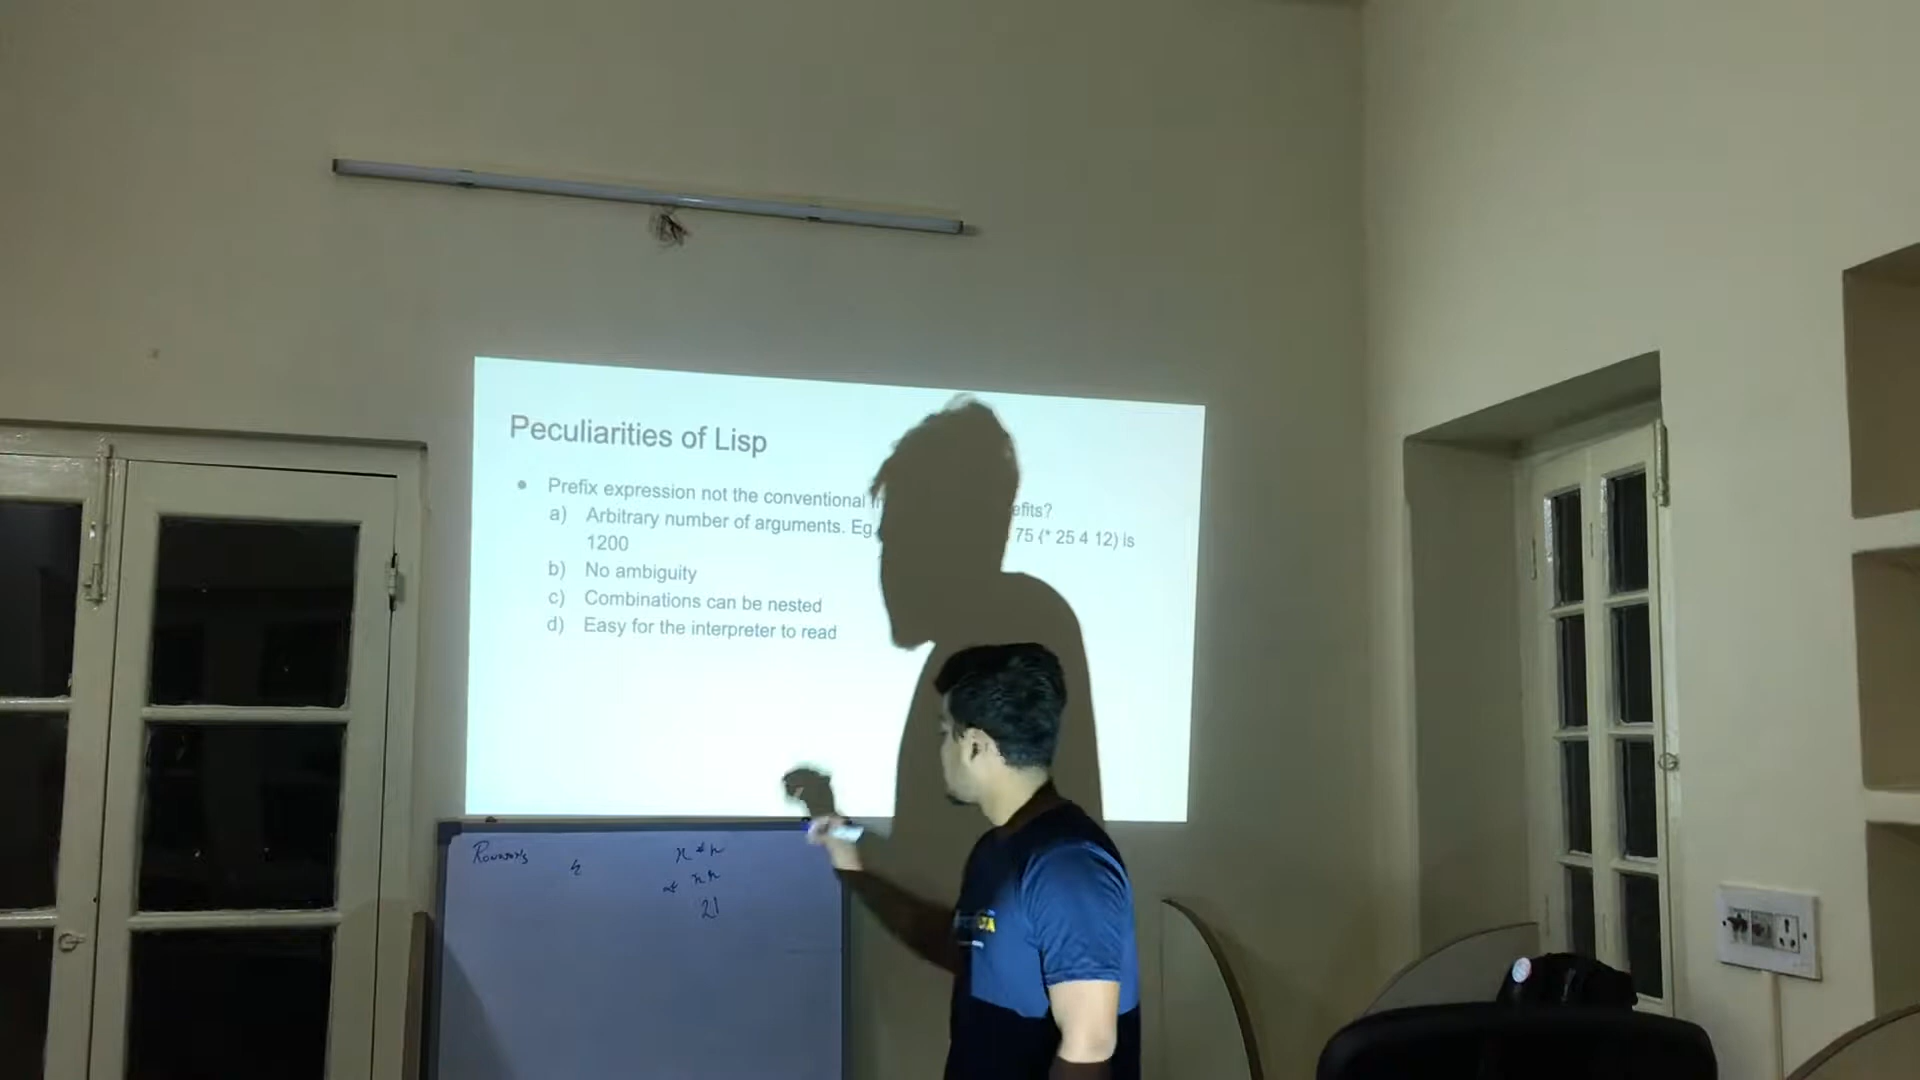 Peculiarities of Lisp
● Prefix expression not the conventional efits?
a) Arbitrary number of arguments. Eg. 75 (* 25 4 12) is
1200
b) No ambiguity
c) Combinations can be nested
d) Easy for the interpreter to read
x * x
21